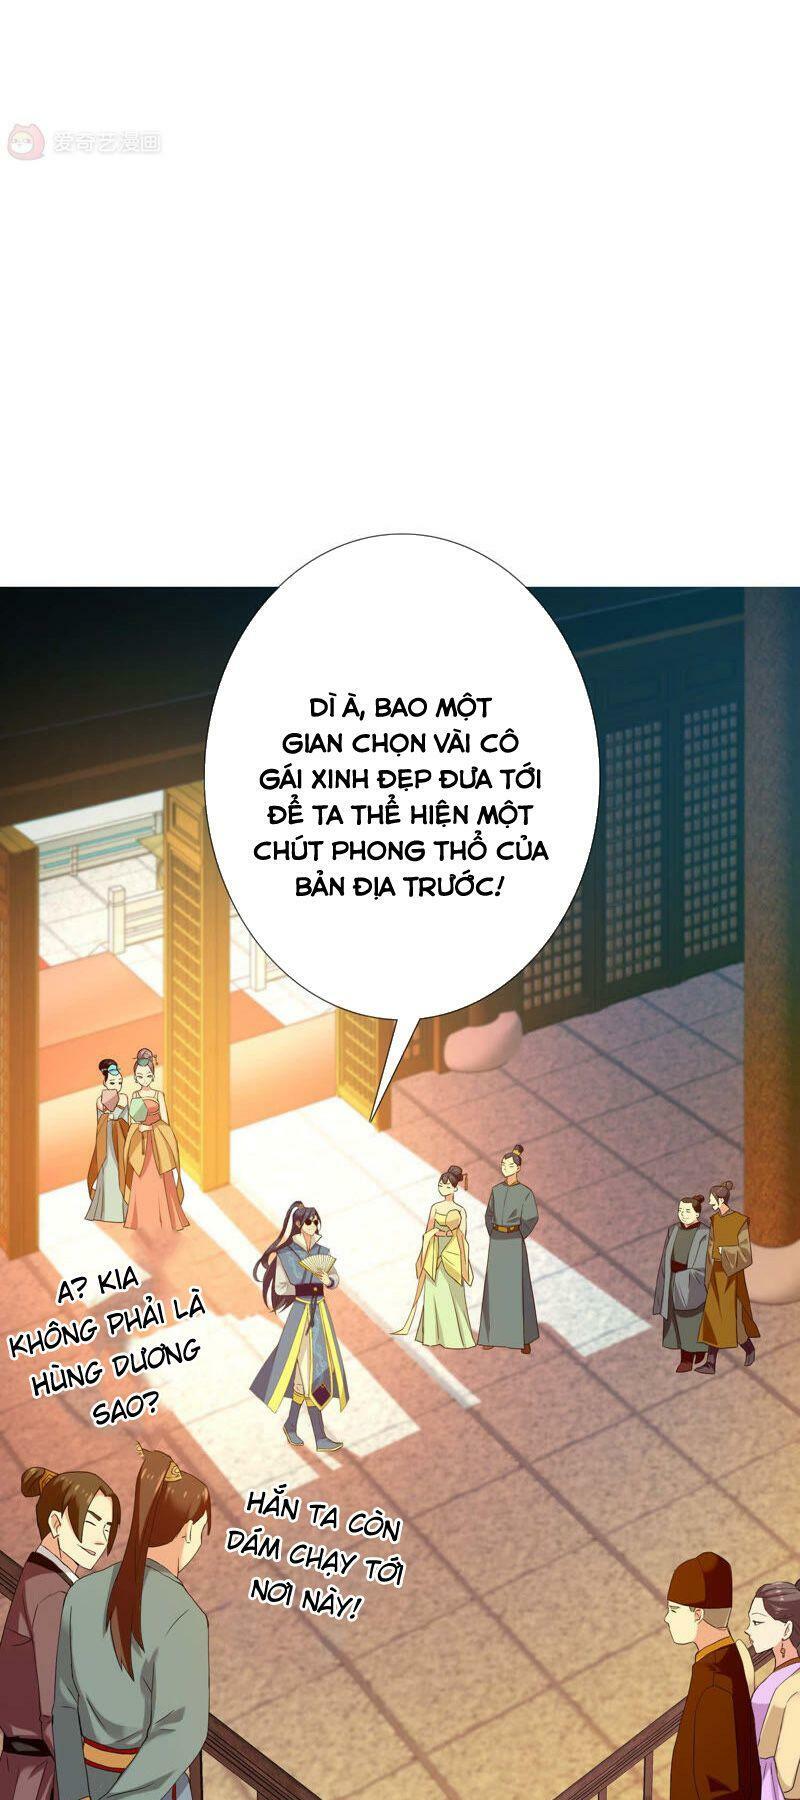 爱奇艺漫画
DÌ À, BAO MỘT
GIAN CHỌN VÀI CÔ
GÁI XINH ĐẸP ĐƯA TỚI
ĐỂ TA THỂ HIỆN MỘT
CHÚT PHONG THỔ CỦA
BẢN ĐỊA TRƯỚC!
A? KIA
KHÔNG PHẢI LÀ
HÙNG DƯƠNG
SAO?
HẮN TA CÒN
DÁM CHẠY TỚI
NƠI NÀY!